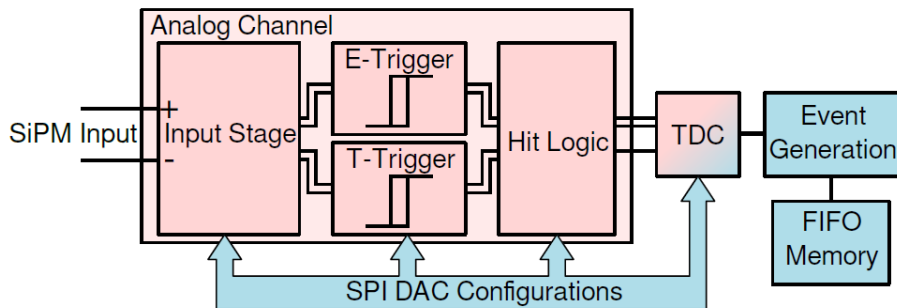 Analog Channel
E-Trigger
SiPM Input
+
-
Input Stage
T-Trigger
Hit Logic
TDC
Event
Generation
FIFO
Memory
SPI DAC Configurations